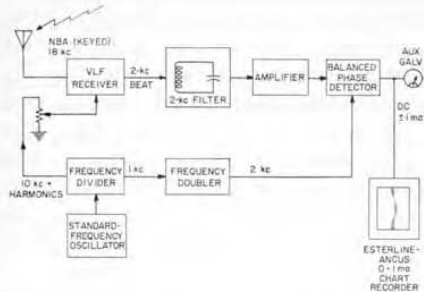 NBA (KEYED),
18 kc
VLF
RECEIVER
2-kc
BEAT
2-kc FILTER
AMPLIFIER
BALANCED
PHASE
DETECTOR
AUX
GALV
DC
±1 ma
10 kc +
HARMONICS
FREQUENCY
DIVIDER
1 kc
FREQUENCY
DOUBLER
2 kc
STANDARD-
FREQUENCY
OSCILLATOR
ESTERLINE-
ANGUS
0-1 ma
CHART
RECORDER